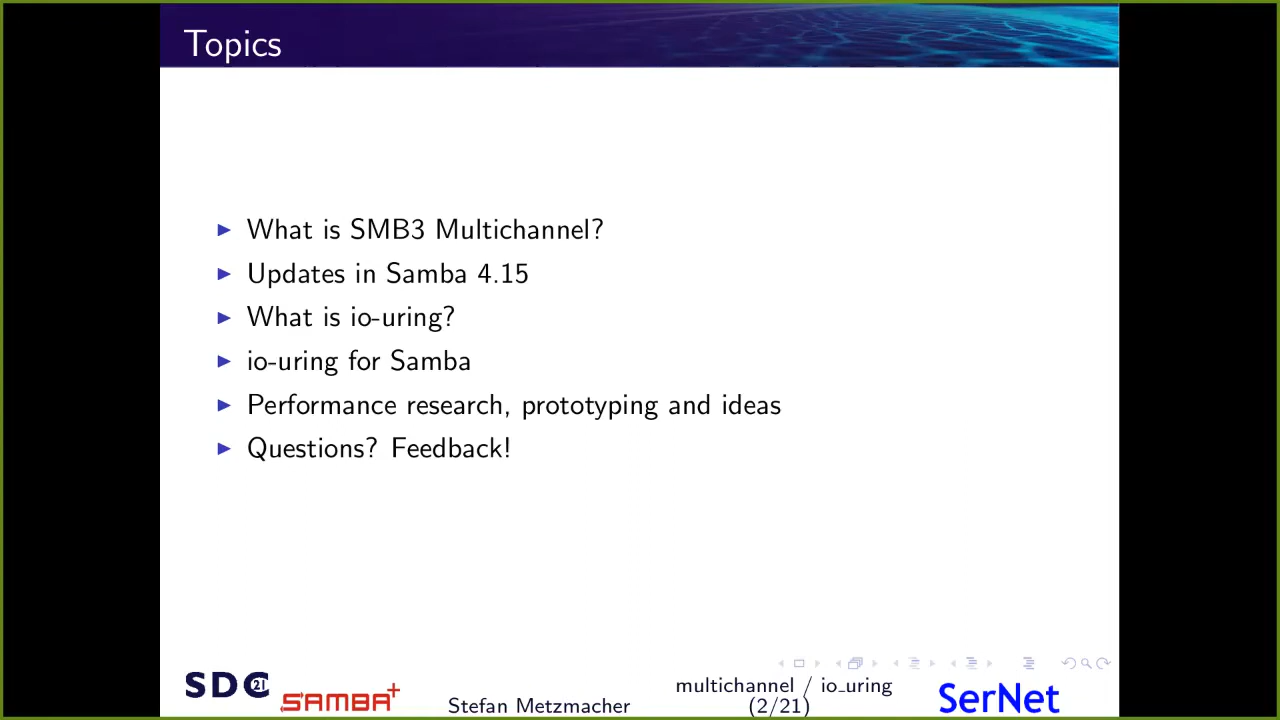 Topics
What is SMB3 Multichannel?
Updates in Samba 4.15
What is io-uring?
io-uring for Samba
Performance research, prototyping and ideas
Questions? Feedback!
SDC 21
SAMBA+
Stefan Metzmacher
multichannel / io_uring
(2/21)
SerNet